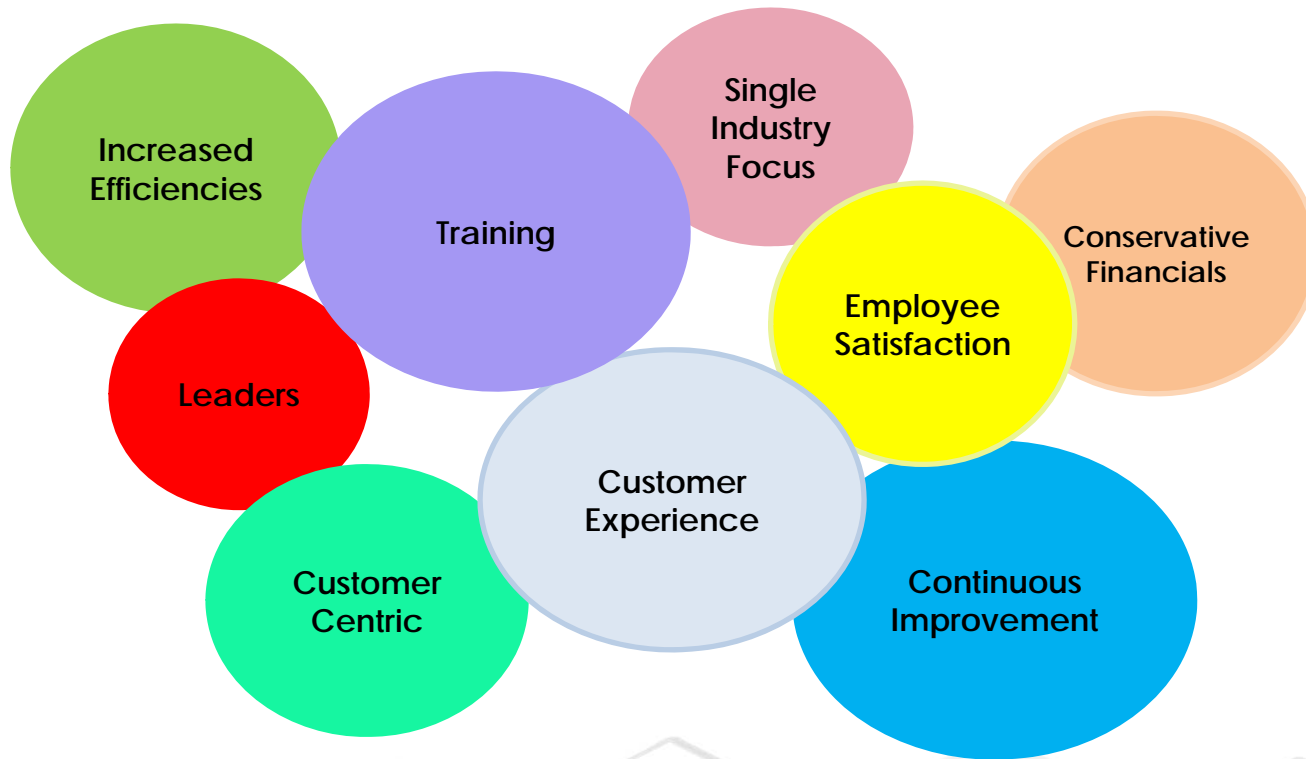 Increased
Efficiencies
Training
Single
Industry
Focus
Conservative
Financials
Employee
Satisfaction
Leaders
Customer
Experience
Customer
Centric
Continuous
Improvement